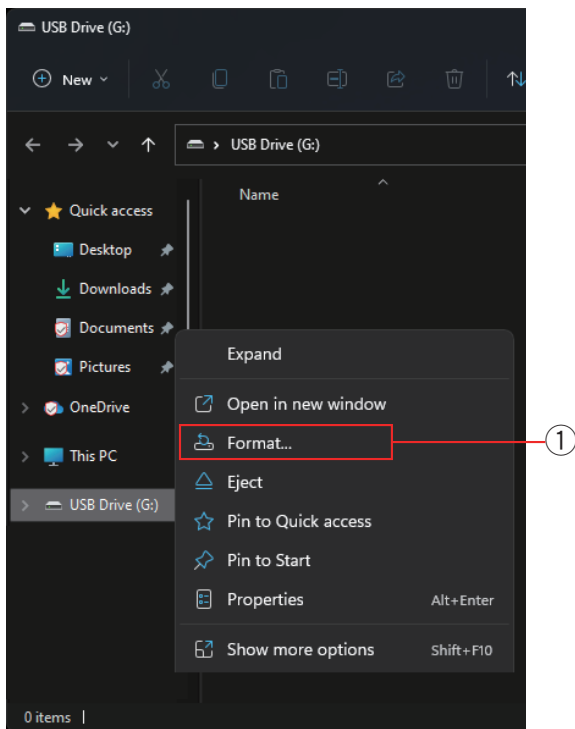 USB Drive (G:)
New
USB Drive (G:)
Name
Quick access
Desktop
Downloads
Documents
Pictures
OneDrive
This PC
USB Drive (G:)
Expand
Open in new window
Format...
①
Eject
Pin to Quick access
Pin to Start
Properties Alt+Enter
Show more options Shift+F10
0 items